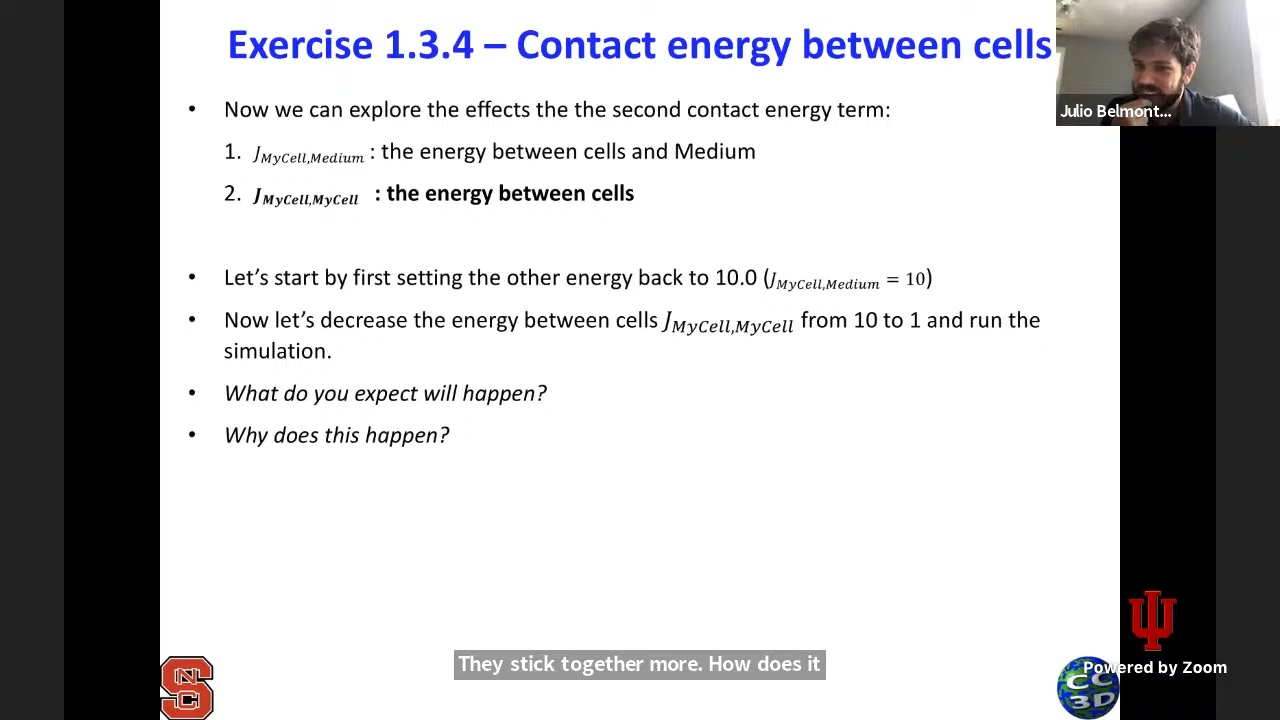 Exercise 1.3.4 – Contact energy between cells
Julio Belmont...
• Now we can explore the effects the the second contact energy term:
1. J_MyCell,Medium : the energy between cells and Medium
2. J_MyCell,MyCell : the energy between cells
• Let's start by first setting the other energy back to 10.0 (J_MyCell,Medium = 10)
• Now let's decrease the energy between cells J_MyCell,MyCell from 10 to 1 and run the
simulation.
• What do you expect will happen?
• Why does this happen?
They stick together more. How does it
Powered by Zoom
NCS
CC
3D